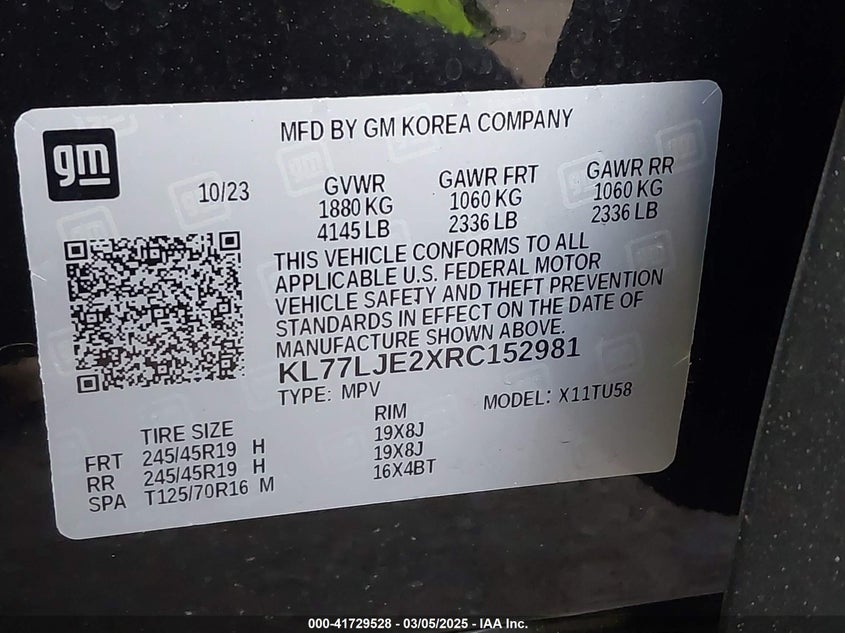 gm
MFD BY GM KOREA COMPANY
10/23
GVWR
1880 KG
4145 LB
GAWR FRT
1060 KG
2336 LB
GAWR RR
1060 KG
2336 LB
THIS VEHICLE CONFORMS TO ALL
APPLICABLE U.S. FEDERAL MOTOR
VEHICLE SAFETY AND THEFT PREVENTION
STANDARDS IN EFFECT ON THE DATE OF
MANUFACTURE SHOWN ABOVE.
KL77LJE2XRC152981
TYPE: MPV
MODEL: X11TU58
TIRE SIZE
RIM
FRT 245/45R19 H 19X8J
RR 245/45R19 H 19X8J
SPA T125/70R16 M 16X4BT
000-41729528 - 03/05/2025 - IAA Inc.